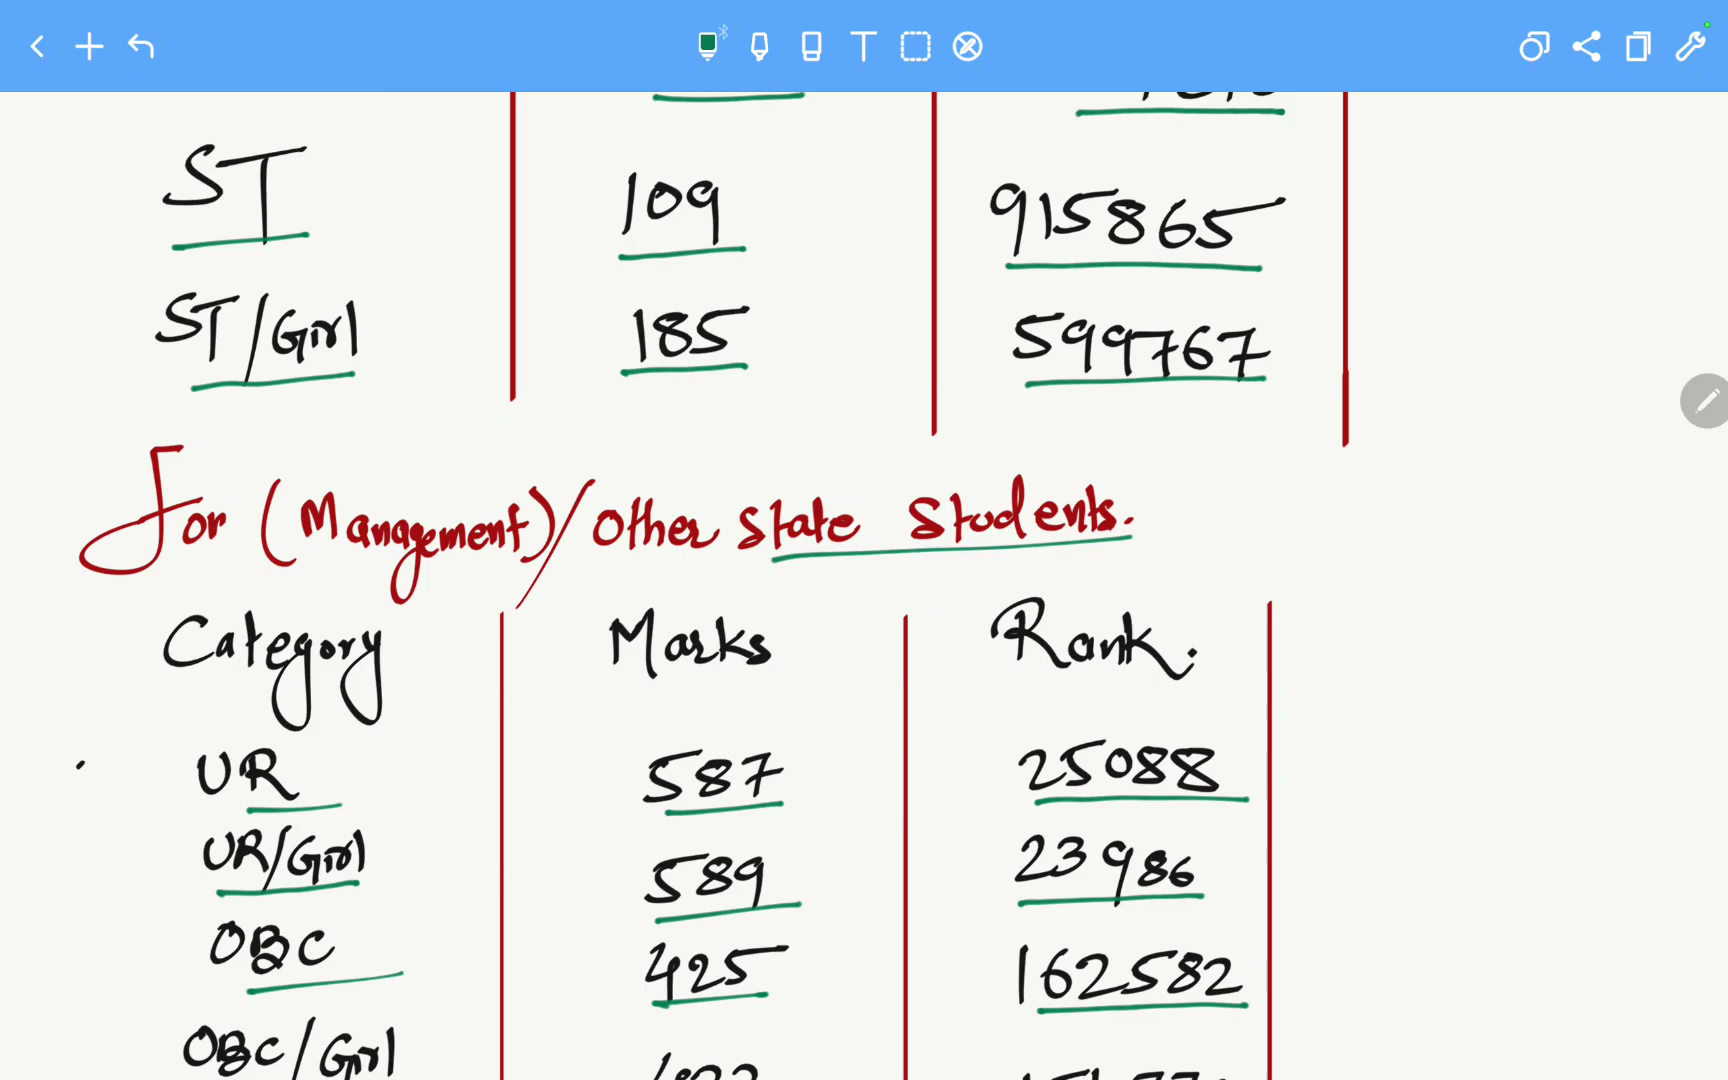 ST 109 915865
ST/Girl 185 599767
For (Management)/Other State Students.
Category Marks Rank.
UR 587 25088
UR/Girl 589 23986
OBC 425 162582
OBC/Girl